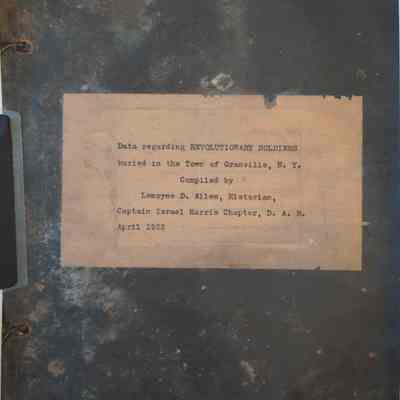 Data regarding REVOLUTIONARY SOLDIERS
buried in the Town of Granville, N. Y.
Compiled by
Lemoyne D. Allen, Historian,
Captain Israel Harris Chapter, D. A. R.
April